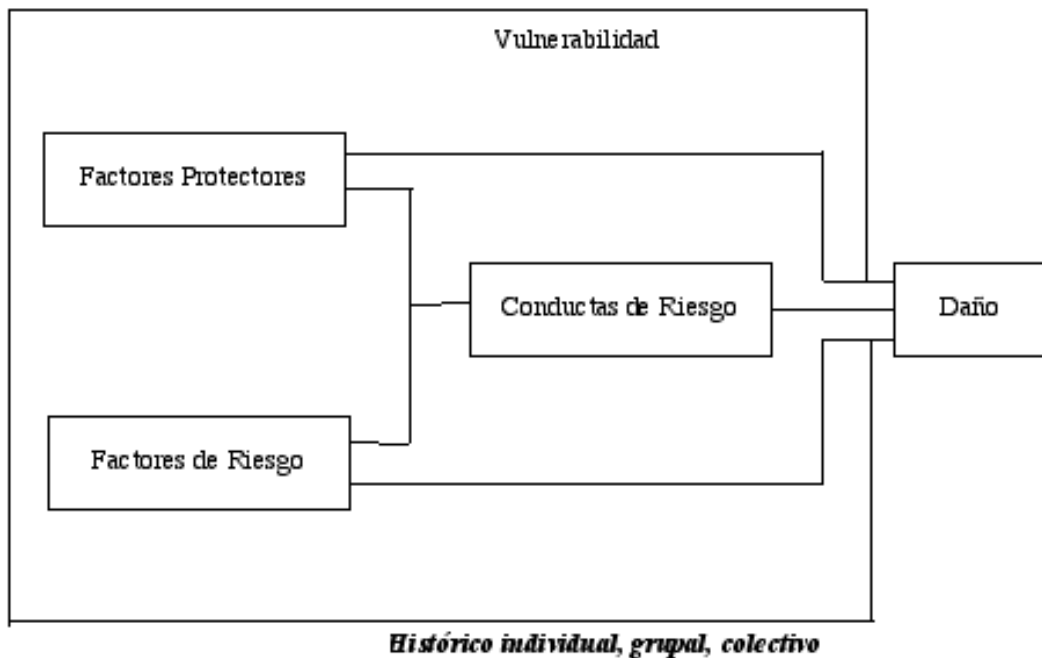 Vulnerabilidad
Factores Protectores
Conductas de Riesgo
Daño
Factores de Riesgo
Histórico individual, grupal, colectivo